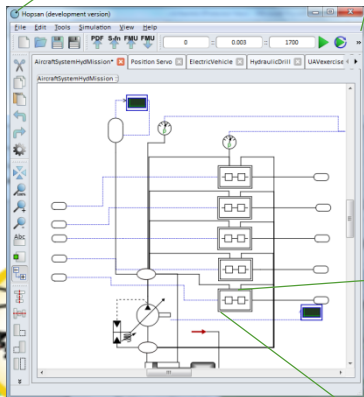 Hopsan (development version)
File Edit Tools Simulation View Help
PDF S-fn FMU FMU 0 : 0.003 : 1700 »
AircraftSystemHydMission* Position Servo ElectricVehicle HydraulicDrill UAVexercise
AircraftSystemHydMission :
Abc